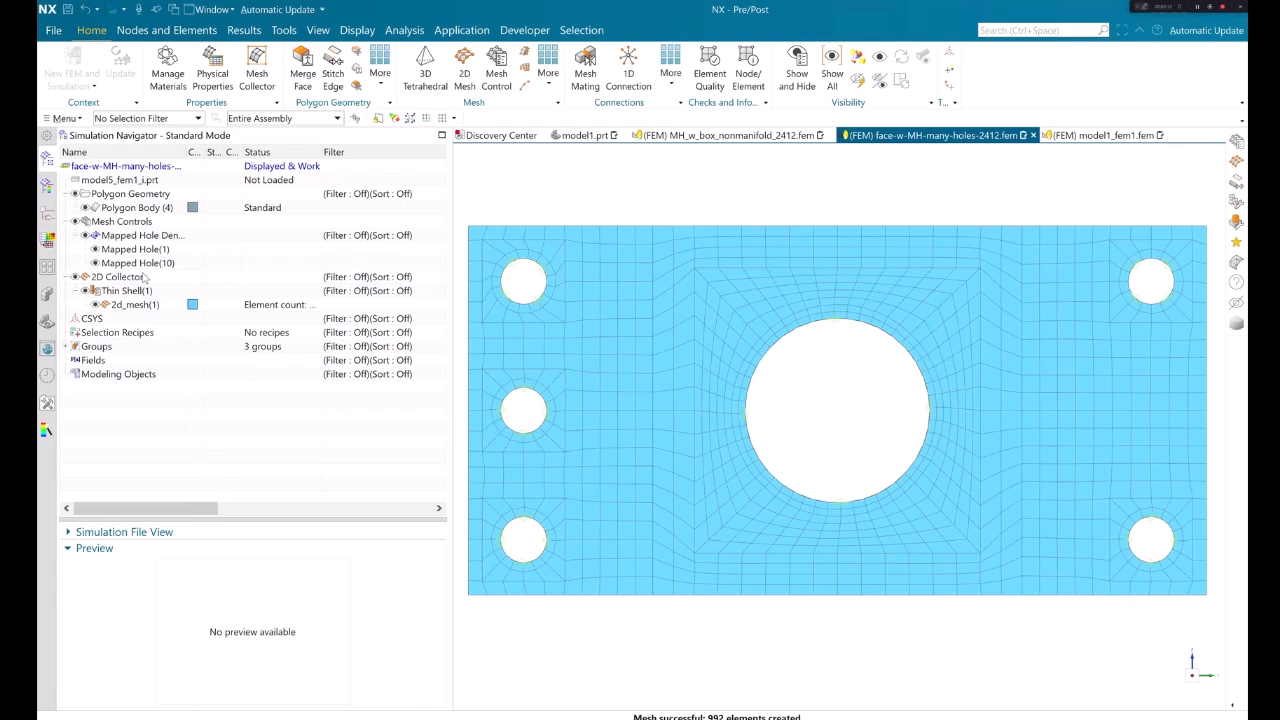 NX Window Automatic Update NX - Pre/Post
File Home Nodes and Elements Results Tools View Display Analysis Application Developer Selection Search (Ctrl+Space) Automatic Update
New FEM and Simulation Update Manage Materials Physical Properties Mesh Collector Merge Face Stitch Edge More 3D Tetrahedral 2D Mesh Mesh Control More Mesh Mating 1D Connection More Element Quality Node/ Element Show and Hide Show All
Context Properties Polygon Geometry Mesh Connections Checks and Info... Visibility T...
Menu No Selection Filter Entire Assembly
Simulation Navigator - Standard Mode Discovery Center model1.prt (FEM) MH_w_box_nonmanifold_2412.fem (FEM) face-w-MH-many-holes-2412.fem (FEM) model1_fem1.fem
Name C... St... C... Status Filter
face-w-MH-many-holes-... Displayed & Work
model5_fem1_i.prt Not Loaded
Polygon Geometry (Filter : Off)(Sort : Off)
Polygon Body (4) Standard
Mesh Controls (Filter : Off)(Sort : Off)
Mapped Hole Den... (Filter : Off)(Sort : Off)
Mapped Hole(1)
Mapped Hole(10)
2D Collectors (Filter : Off)(Sort : Off)
Thin Shell(1) (Filter : Off)(Sort : Off)
2d_mesh(1) Element count: ...
CSYS (Filter : Off)(Sort : Off)
Selection Recipes No recipes (Filter : Off)(Sort : Off)
Groups 3 groups (Filter : Off)(Sort : Off)
Fields (Filter : Off)(Sort : Off)
Modeling Objects (Filter : Off)(Sort : Off)
Simulation File View
Preview
No preview available
Mesh successful: 992 elements created